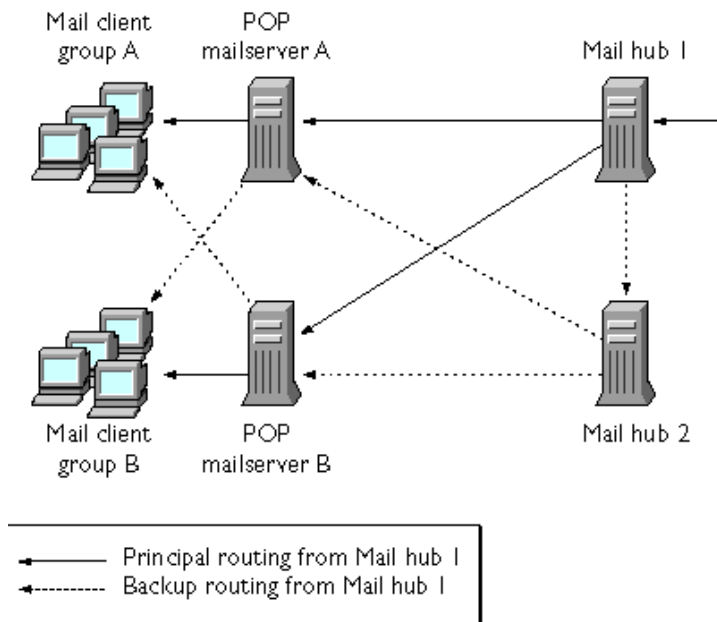 Mail client
group A
POP
mailserver A
Mail hub 1
Mail client
group B
POP
mailserver B
Mail hub 2
Principal routing from Mail hub 1
Backup routing from Mail hub 1